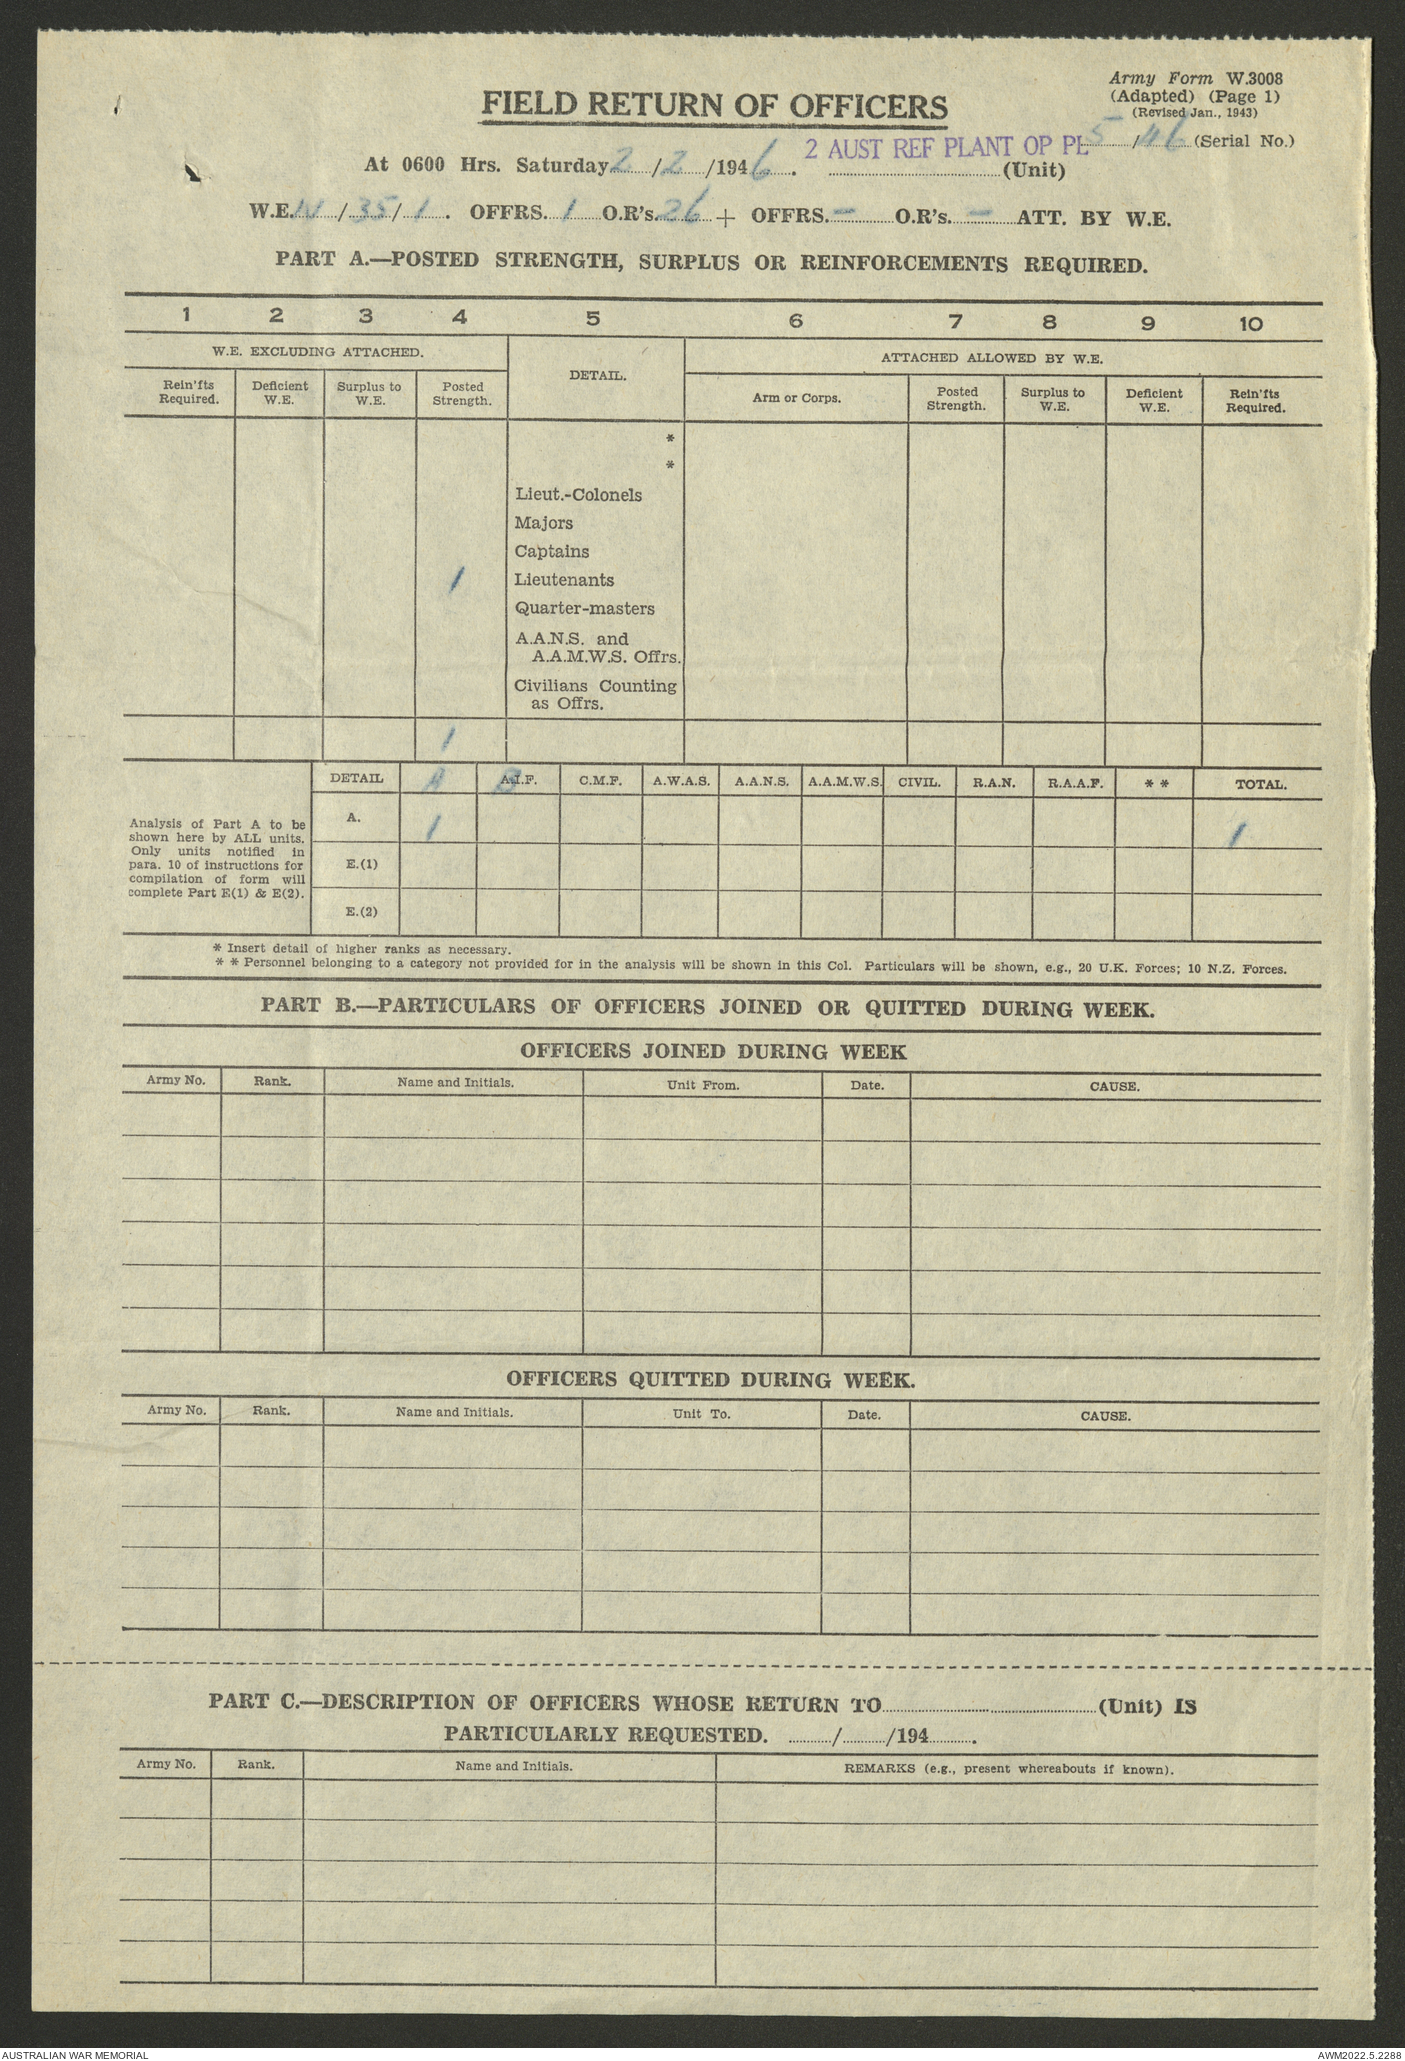 Army Form W.3008
(Adapted) (Page 1)
(Revised Jan., 1943)
FIELD RETURN OF OFFICERS
5/46 (Serial No.)
At 0600 Hrs. Saturday 2/2/1946. 2 AUST REF PLANT OP PL (Unit)
W.E. IV/35/1. OFFRS. 1 O.R's. 26 + OFFRS. – O.R's. – ATT. BY W.E.
PART A.—POSTED STRENGTH, SURPLUS OR REINFORCEMENTS REQUIRED.
1 2 3 4 5 6 7 8 9 10
W.E. EXCLUDING ATTACHED.
DETAIL.
ATTACHED ALLOWED BY W.E.
Rein'fts Required. Deficient W.E. Surplus to W.E. Posted Strength. Arm or Corps. Posted Strength. Surplus to W.E. Deficient W.E. Rein'fts Required.
*
*
Lieut.-Colonels
Majors
Captains
1 Lieutenants
Quarter-masters
A.A.N.S. and
A.A.M.W.S. Offrs.
Civilians Counting
as Offrs.
1
DETAIL A A.I.F. B C.M.F. A.W.A.S. A.A.N.S. A.A.M.W.S. CIVIL. R.A.N. R.A.A.F. * * TOTAL.
Analysis of Part A to be
shown here by ALL units.
Only units notified in
para. 10 of instructions for
compilation of form will
complete Part E(1) & E(2).
A. 1 1
E.(1)
E.(2)
* Insert detail of higher ranks as necessary.
* * Personnel belonging to a category not provided for in the analysis will be shown in this Col. Particulars will be shown, e.g., 20 U.K. Forces; 10 N.Z. Forces.
PART B.—PARTICULARS OF OFFICERS JOINED OR QUITTED DURING WEEK.
OFFICERS JOINED DURING WEEK
Army No. Rank. Name and Initials. Unit From. Date. CAUSE.
OFFICERS QUITTED DURING WEEK.
Army No. Rank. Name and Initials. Unit To. Date. CAUSE.
PART C.—DESCRIPTION OF OFFICERS WHOSE RETURN TO (Unit) IS
PARTICULARLY REQUESTED. / /194 .
Army No. Rank. Name and Initials. REMARKS (e.g., present whereabouts if known).
AUSTRALIAN WAR MEMORIAL
AWM2022.5.2288